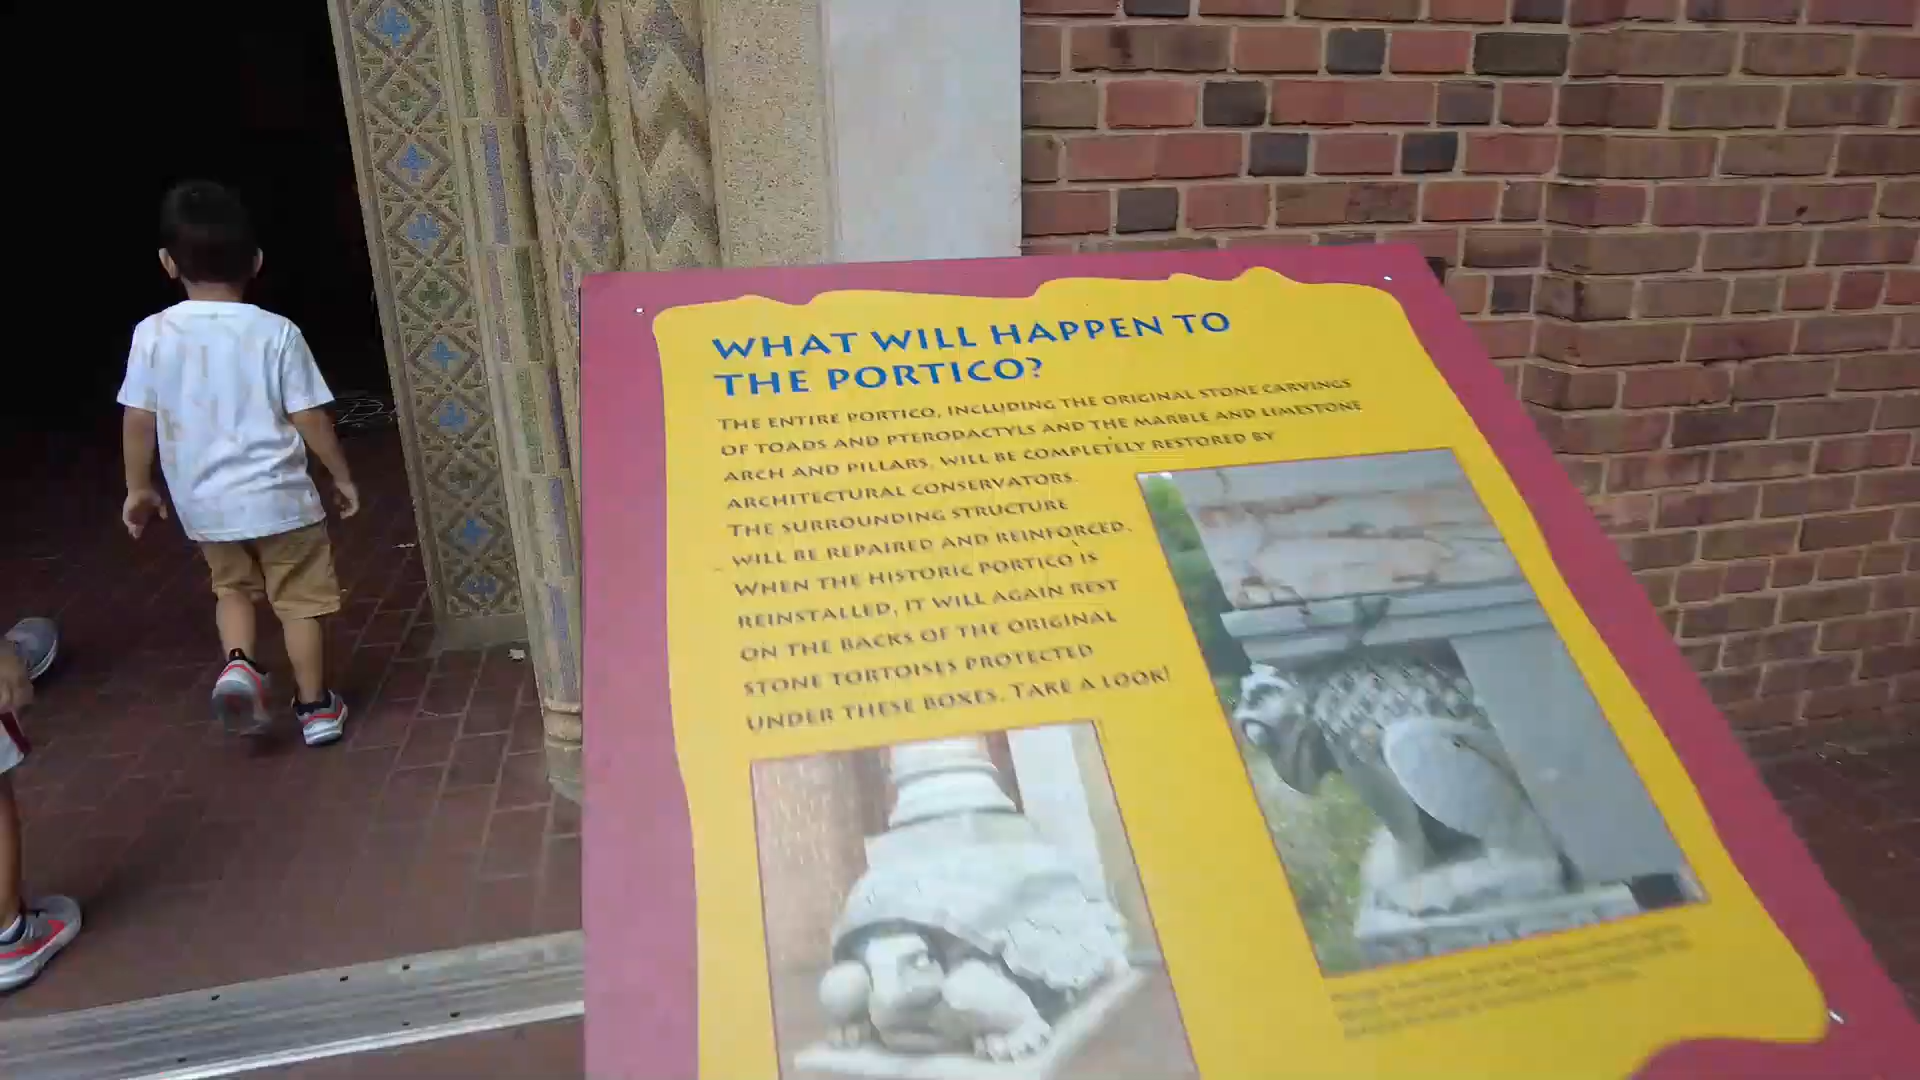 WHAT WILL HAPPEN TO
THE PORTICO?
THE ENTIRE PORTICO, INCLUDING THE ORIGINAL STONE CARVINGS
OF TOADS AND PTERODACTYLS AND THE MARBLE AND LIMESTONE
ARCH AND PILLARS, WILL BE COMPLETELY RESTORED BY
ARCHITECTURAL CONSERVATORS.
THE SURROUNDING STRUCTURE
WILL BE REPAIRED AND REINFORCED.
WHEN THE HISTORIC PORTICO IS
REINSTALLED, IT WILL AGAIN REST
ON THE BACKS OF THE ORIGINAL
STONE TORTOISES PROTECTED
UNDER THESE BOXES. TAKE A LOOK!